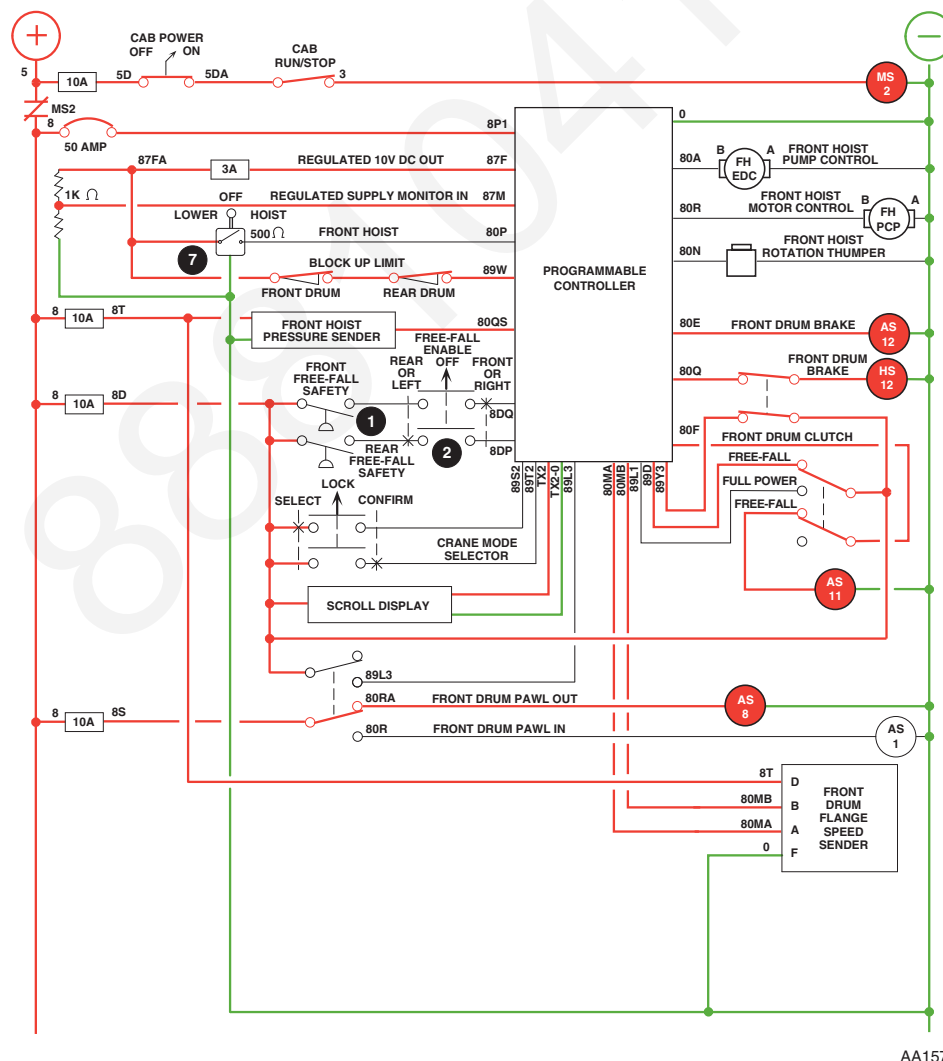 CAB POWER
OFF ON
CAB
RUN/STOP
5
10A
5D
5DA
3
MS
2
MS2
8
50 AMP
8P1
0
87FA
3A
REGULATED 10V DC OUT
87F
80A
B
FH
EDC
A
FRONT HOIST
PUMP CONTROL
1K Ω
OFF
REGULATED SUPPLY MONITOR IN
87M
LOWER
HOIST
500 Ω
FRONT HOIST
80P
80R
FRONT HOIST
MOTOR CONTROL
B
FH
PCP
A
7
80N
FRONT HOIST
ROTATION THUMPER
BLOCK UP LIMIT
89W
FRONT DRUM
REAR DRUM
PROGRAMMABLE
CONTROLLER
8
10A
8T
FRONT HOIST
PRESSURE SENDER
80QS
80E
FRONT DRUM BRAKE
AS
12
FREE-FALL
ENABLE
OFF
REAR
OR
LEFT
FRONT
OR
RIGHT
80Q
FRONT DRUM
BRAKE
HS
12
8
10A
8D
FRONT
FREE-FALL
SAFETY
1
8DQ
REAR
FREE-FALL
SAFETY
2
8DP
80F
FRONT DRUM CLUTCH
FREE-FALL
FULL POWER
FREE-FALL
89S2
89T2
TX2
TX2-0
89L3
80MA
80MB
89L1
89D
89Y3
LOCK
SELECT
CONFIRM
CRANE MODE
SELECTOR
SCROLL DISPLAY
AS
11
89L3
80RA
FRONT DRUM PAWL OUT
AS
8
8
10A
8S
80R
FRONT DRUM PAWL IN
AS
1
8T
D
80MB
B
80MA
A
0
F
FRONT
DRUM
FLANGE
SPEED
SENDER
AA157